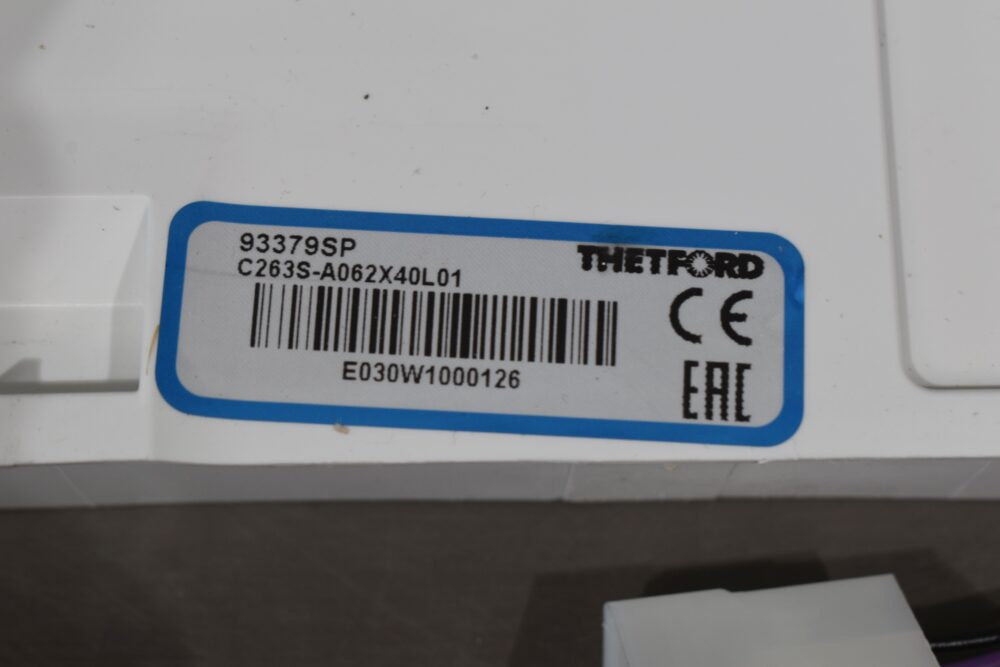 93379SP
THETFORD
C263S-A062X40L01
CE
E030W1000126
EAC